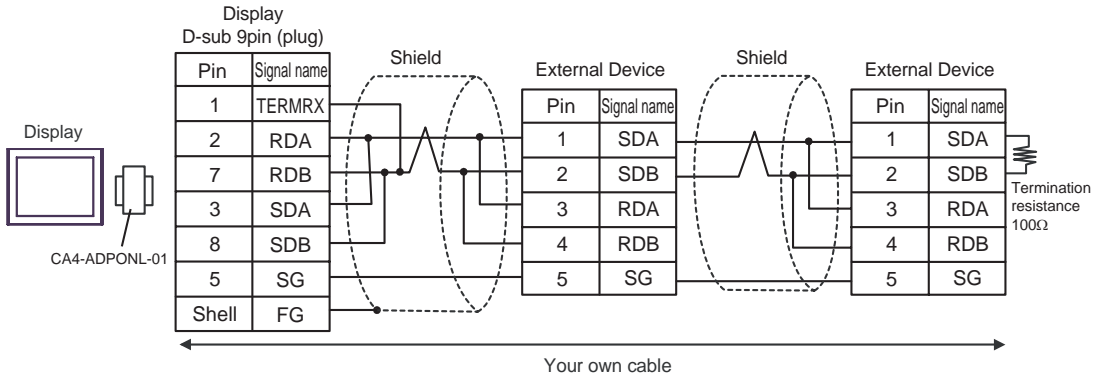 Display
D-sub 9pin (plug)
Pin Signal name
1 TERMRX
2 RDA
7 RDB
3 SDA
8 SDB
5 SG
Shell FG
Display
CA4-ADPONL-01
Shield
External Device
Pin Signal name
1 SDA
2 SDB
3 RDA
4 RDB
5 SG
Shield
External Device
Pin Signal name
1 SDA
2 SDB
3 RDA
4 RDB
5 SG
Termination
resistance
100Ω
Your own cable